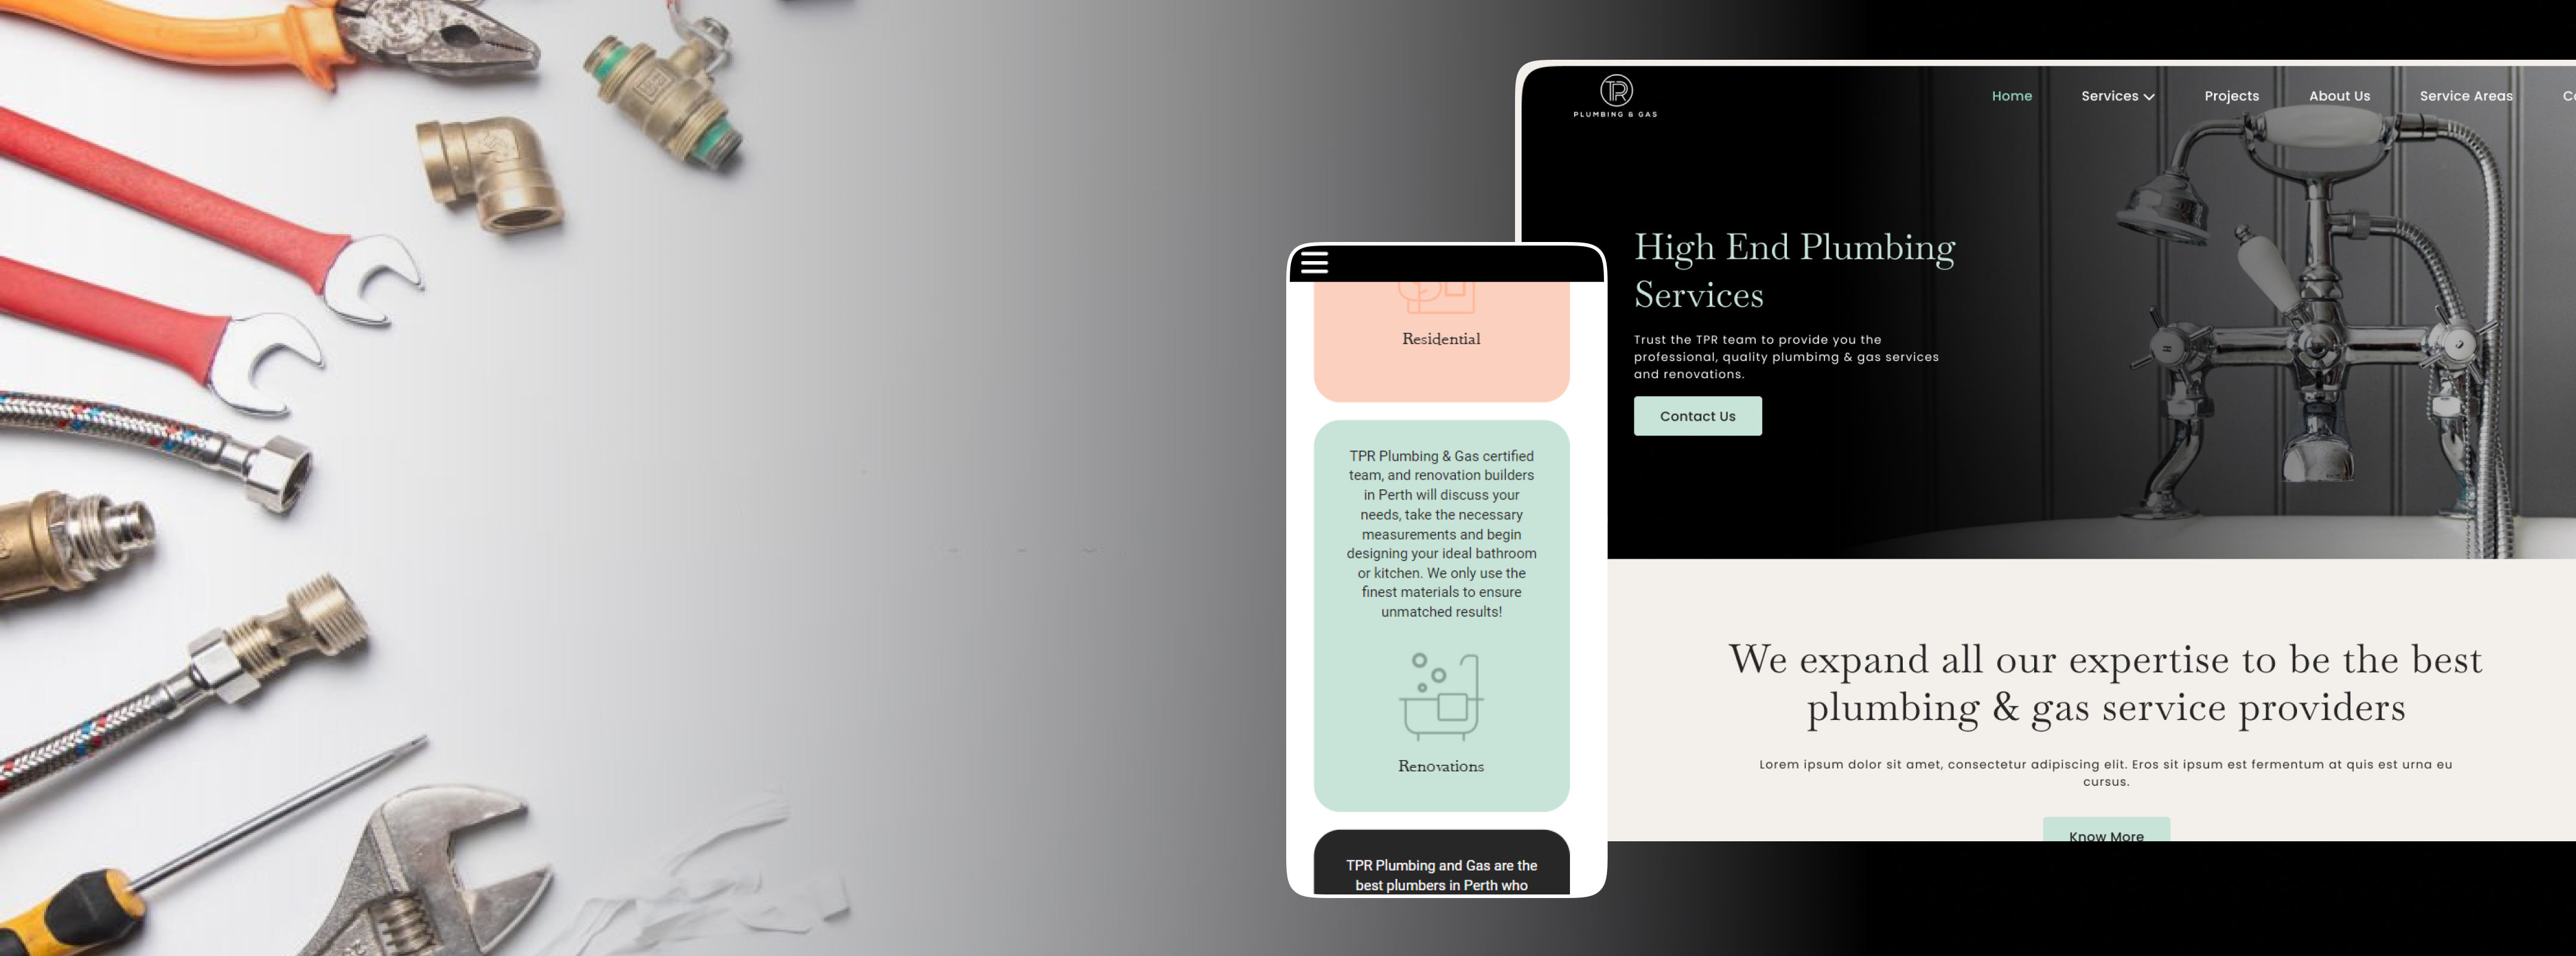 TPR
PLUMBING & GAS
Home
Services
Projects
About Us
Service Areas
High End Plumbing
Services
Trust the TPR team to provide you the
professional, quality plumbimg & gas services
and renovations.
Contact Us
Residential
TPR Plumbing & Gas certified
team, and renovation builders
in Perth will discuss your
needs, take the necessary
measurements and begin
designing your ideal bathroom
or kitchen. We only use the
finest materials to ensure
unmatched results!
Renovations
TPR Plumbing and Gas are the
best plumbers in Perth who
We expand all our expertise to be the best
plumbing & gas service providers
Lorem ipsum dolor sit amet, consectetur adipiscing elit. Eros sit ipsum est fermentum at quis est urna eu
cursus.
Know More